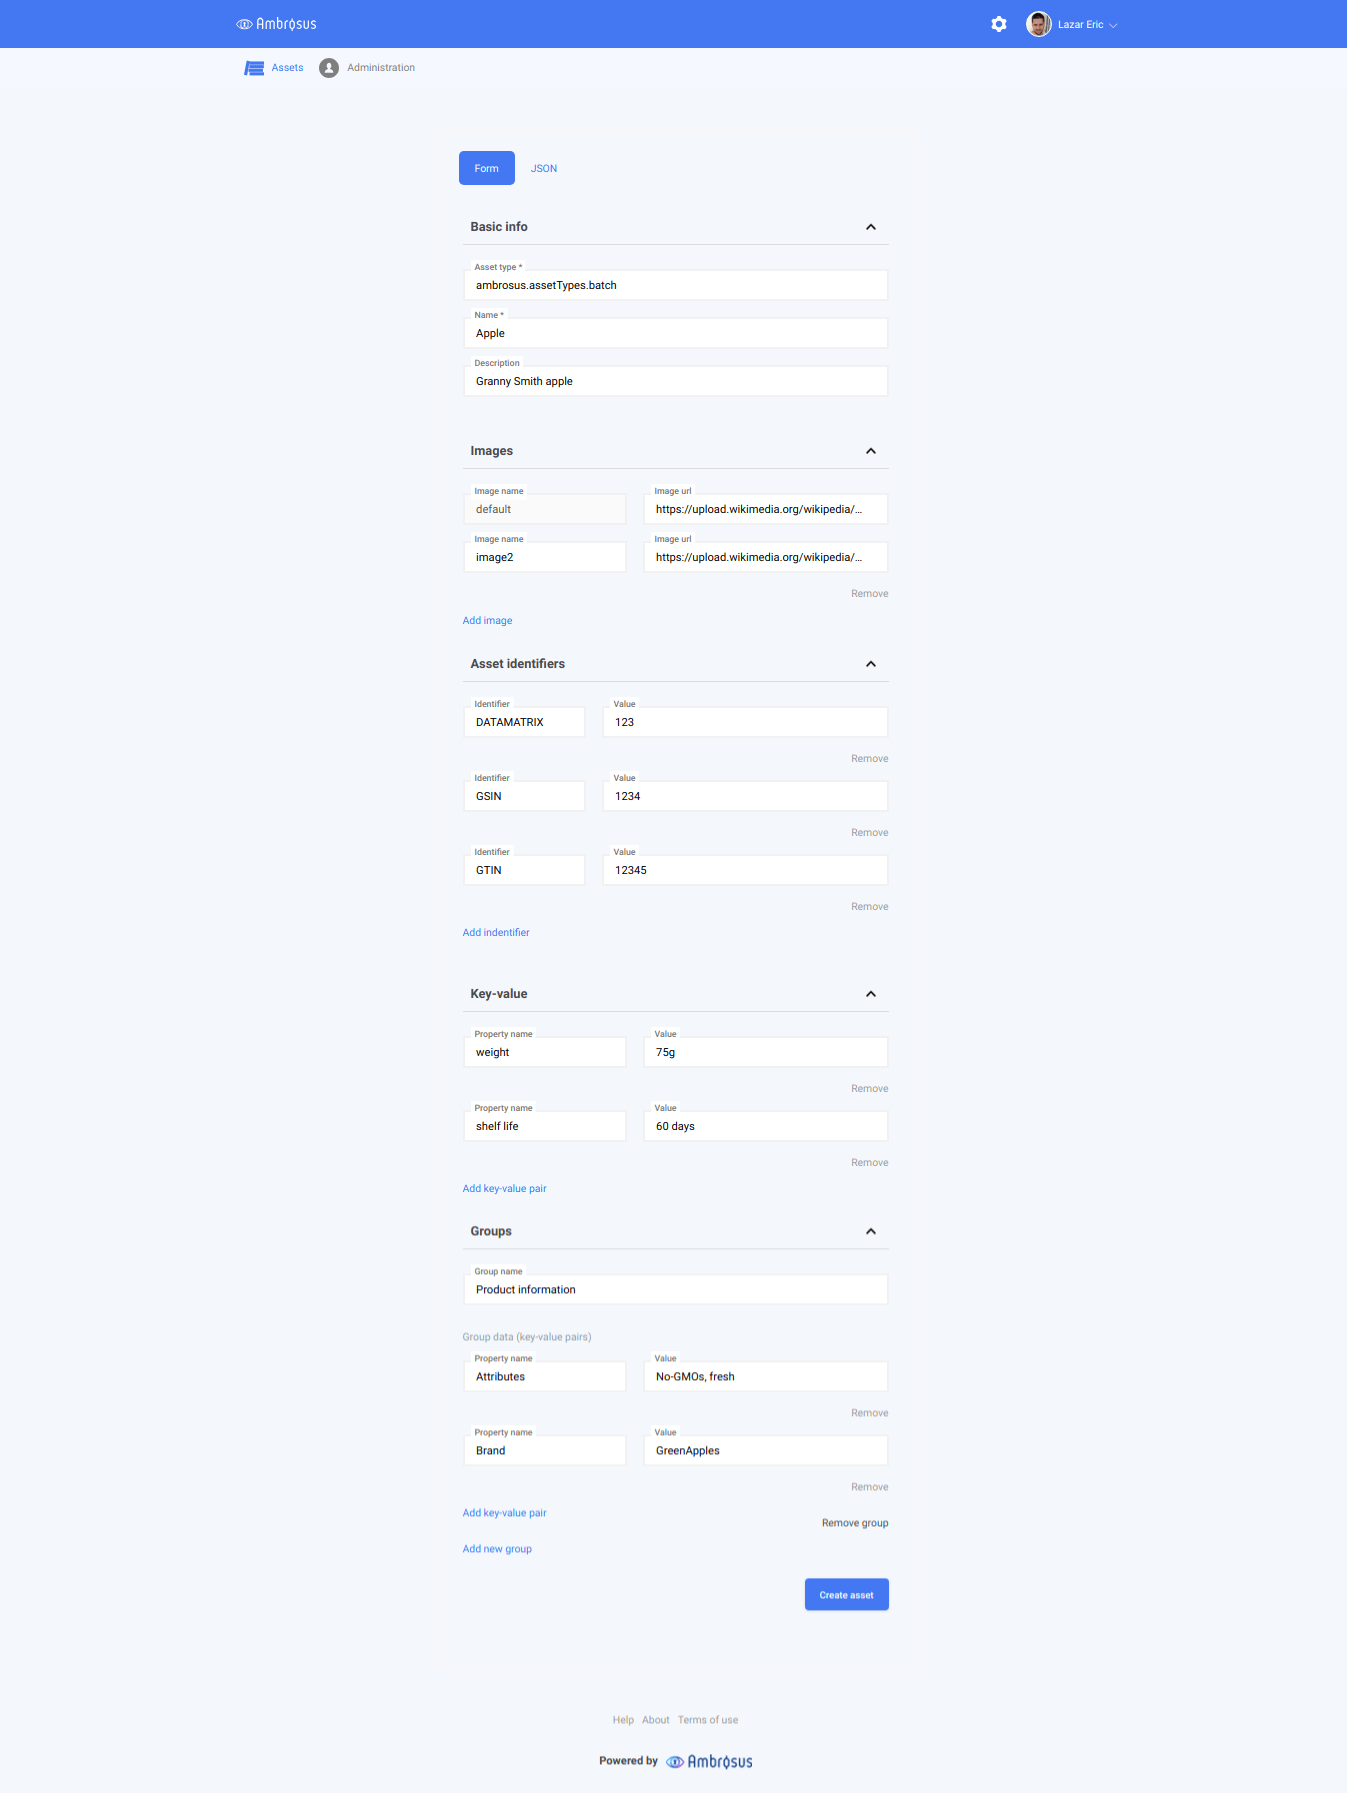 Ambrosus
Lazar Eric
Assets Administration
Form JSON
Basic info
Asset type *
ambrosus.assetTypes.batch
Name *
Apple
Description
Granny Smith apple
Images
Image name Image url
default https://upload.wikimedia.org/wikipedia/...
Image name Image url
image2 https://upload.wikimedia.org/wikipedia/...
Remove
Add image
Asset identifiers
Identifier Value
DATAMATRIX 123
Remove
Identifier Value
GSIN 1234
Remove
Identifier Value
GTIN 12345
Remove
Add indentifier
Key-value
Property name Value
weight 75g
Remove
Property name Value
shelf life 60 days
Remove
Add key-value pair
Groups
Group name
Product information
Group data (key-value pairs)
Property name Value
Attributes No-GMOs, fresh
Remove
Property name Value
Brand GreenApples
Remove
Add key-value pair
Remove group
Add new group
Create asset
Help About Terms of use
Powered by Ambrosus